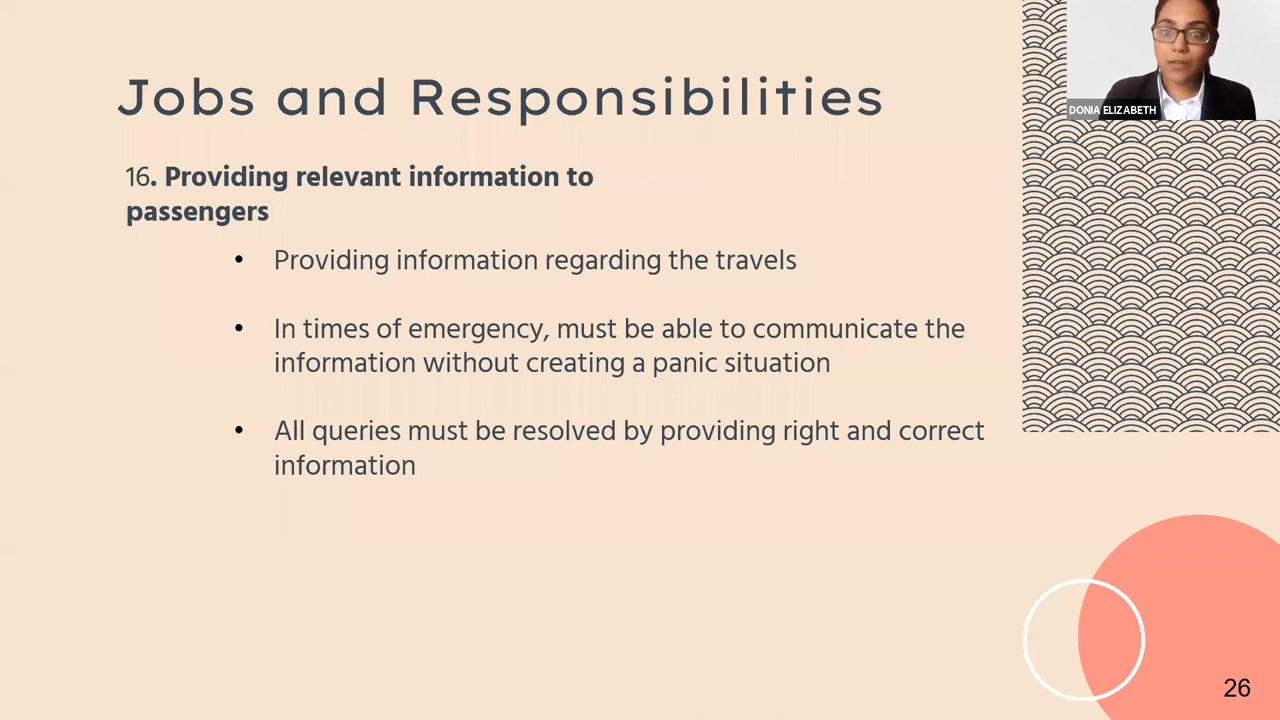 Jobs and Responsibilities
DONIA ELIZABETH
16. Providing relevant information to
passengers
• Providing information regarding the travels
• In times of emergency, must be able to communicate the
information without creating a panic situation
• All queries must be resolved by providing right and correct
information
26